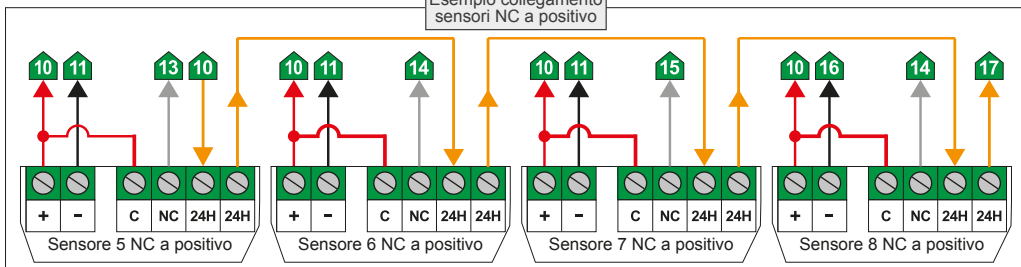 Esempio collegamento
sensori NC a positivo
10 11 13 10 10 11 14 10 11 15 10 16 14 17
+ - C NC 24H 24H + - C NC 24H 24H + - C NC 24H 24H + - C NC 24H 24H
Sensore 5 NC a positivo Sensore 6 NC a positivo Sensore 7 NC a positivo Sensore 8 NC a positivo